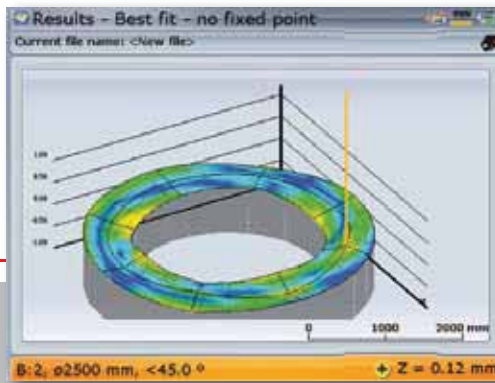 Results - Best fit - no fixed point
mm
Current file name: <New file>
0 1000 2000 mm
B:2, ø2500 mm, <45.0 º
Z = 0.12 mm